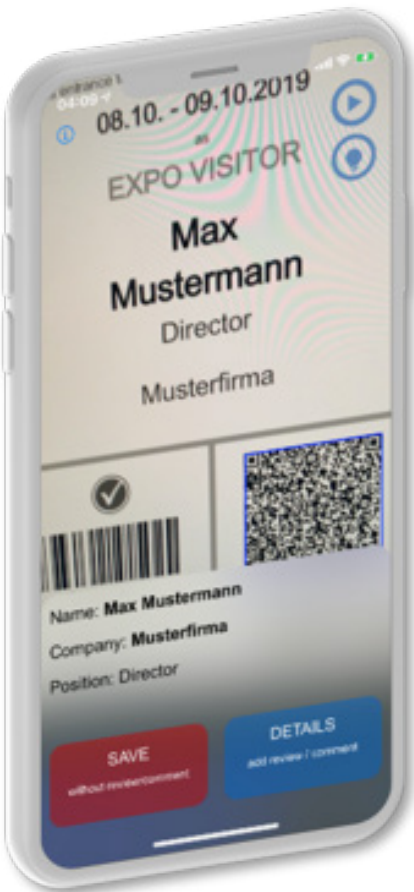 entrance
04:09
08.10. - 09.10.2019
as
EXPO VISITOR
Max
Mustermann
Director
Musterfirma
Name: Max Mustermann
Company: Musterfirma
Position: Director
SAVE
without review/comment
DETAILS
add review / comment